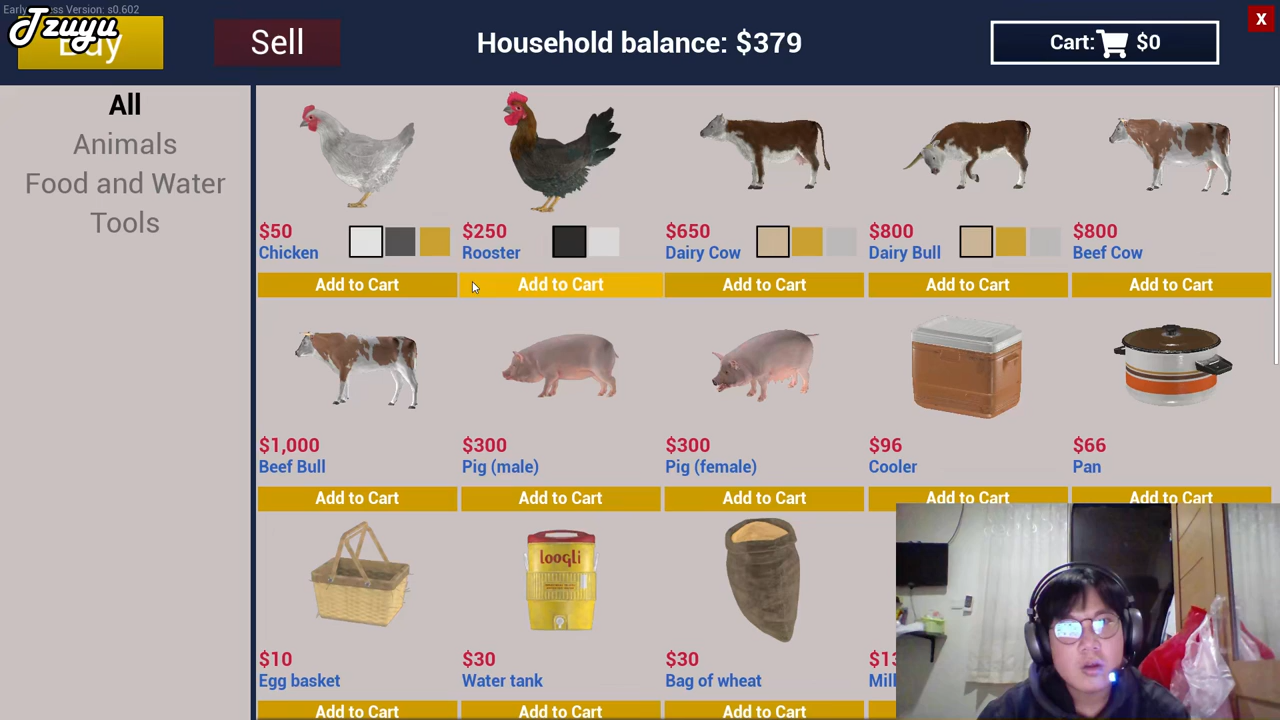 Early
ess Version: s0.602
Tzuyu
Sell
Household balance: $379
Cart:
$0
X
All
Animals
Food and Water
Tools
$50
Chicken
$250
Rooster
$650
Dairy Cow
$800
Dairy Bull
$800
Beef Cow
Add to Cart
Add to Cart
Add to Cart
Add to Cart
Add to Cart
$1,000
Beef Bull
$300
Pig (male)
$300
Pig (female)
$96
Cooler
$66
Pan
Add to Cart
Add to Cart
Add to Cart
Add to Cart
Add to Cart
loogli
$10
Egg basket
$30
Water tank
$30
Bag of wheat
Add to Cart
Add to Cart
Add to Cart